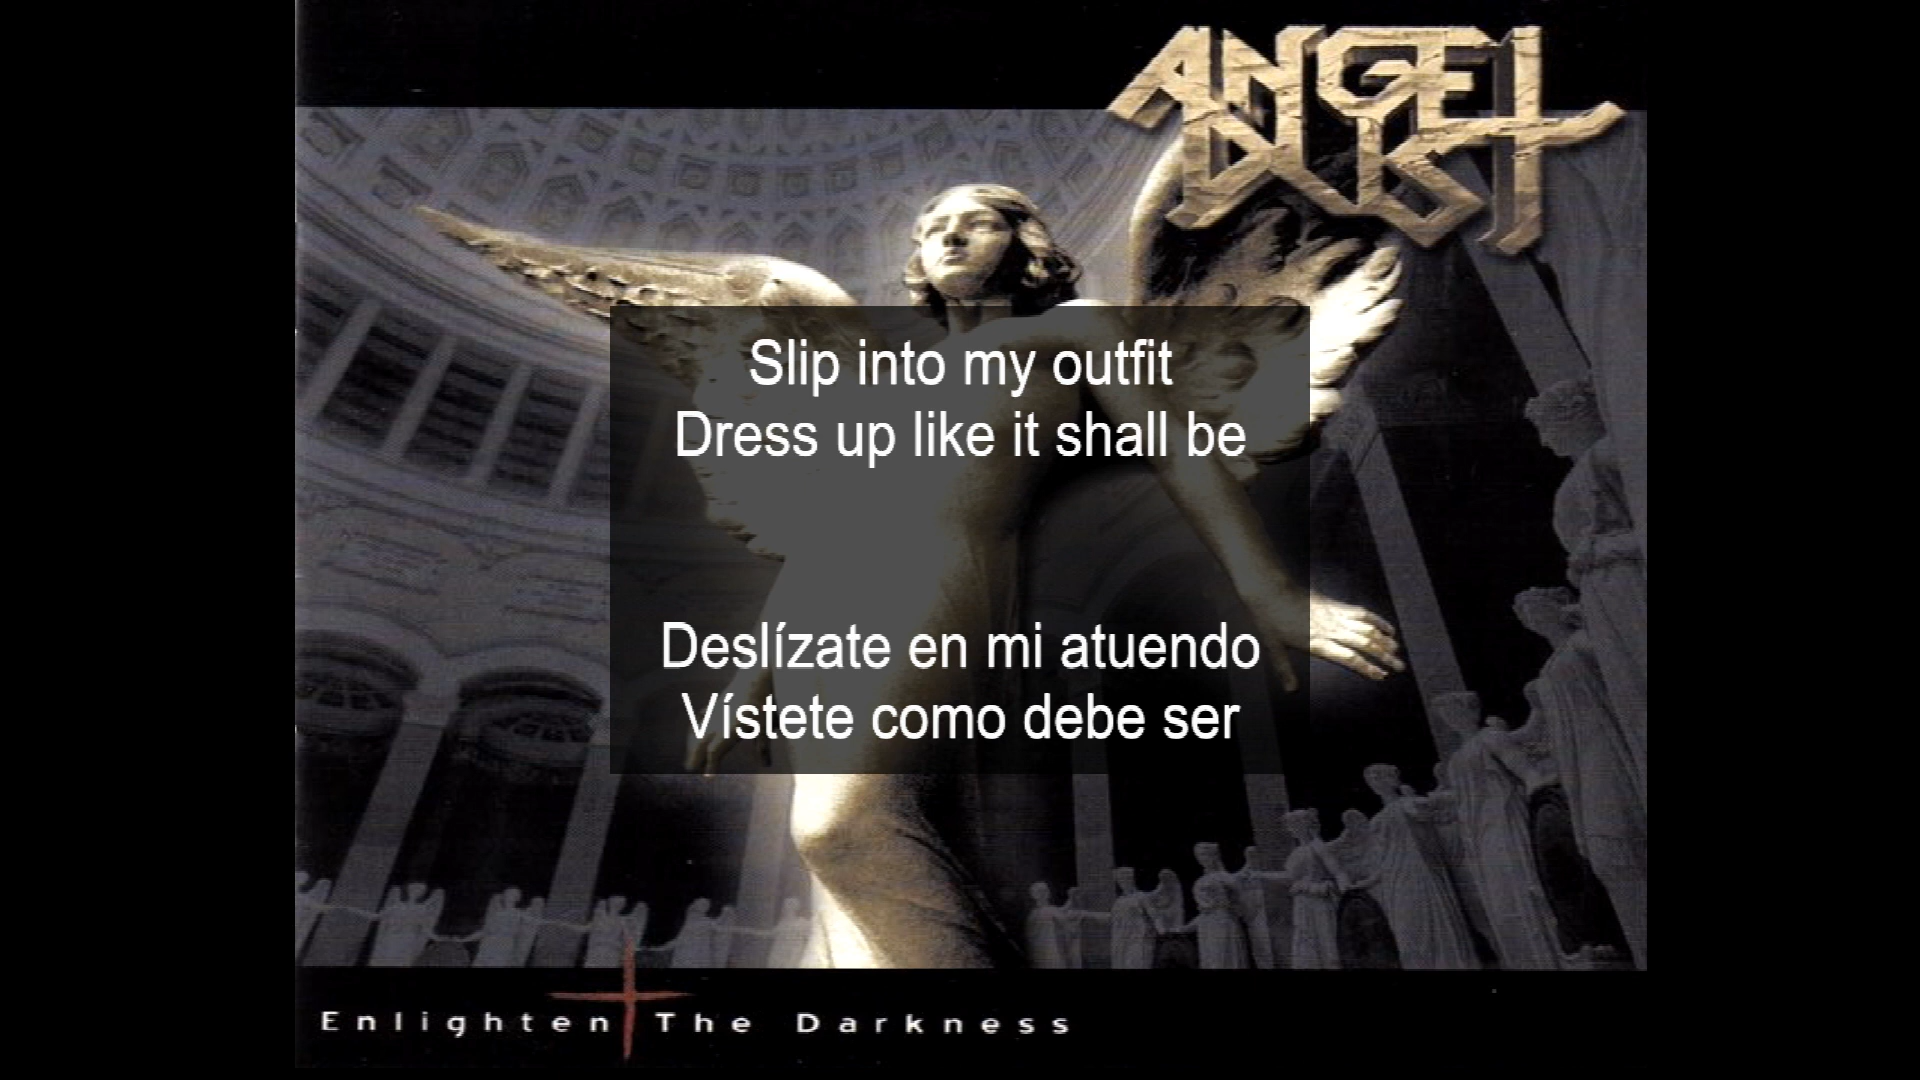 ANGEL
DUST
Slip into my outfit
Dress up like it shall be
Deslízate en mi atuendo
Vístete como debe ser
Enlighten The Darkness